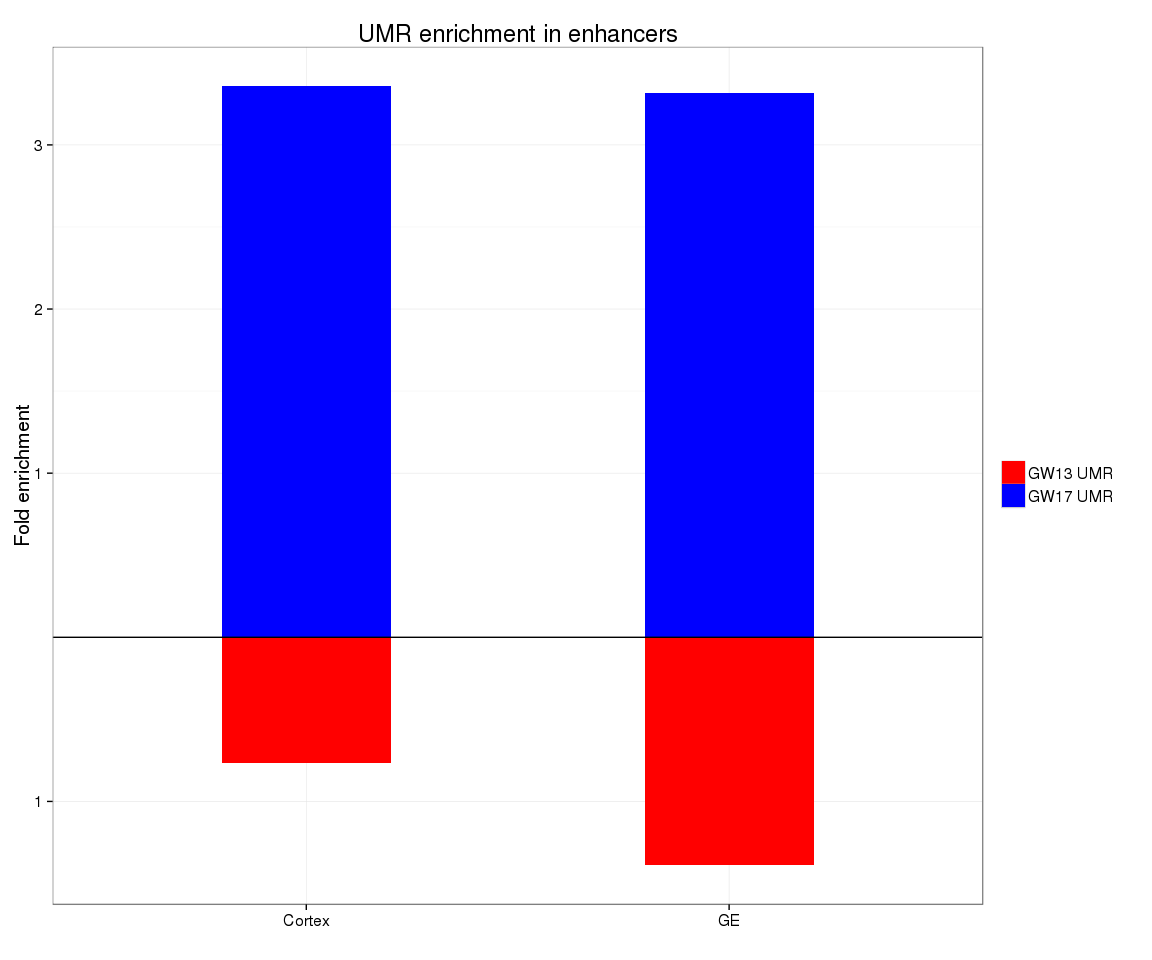 UMR enrichment in enhancers
Fold enrichment
3
2
1
1
Cortex
GE
GW13 UMR
GW17 UMR